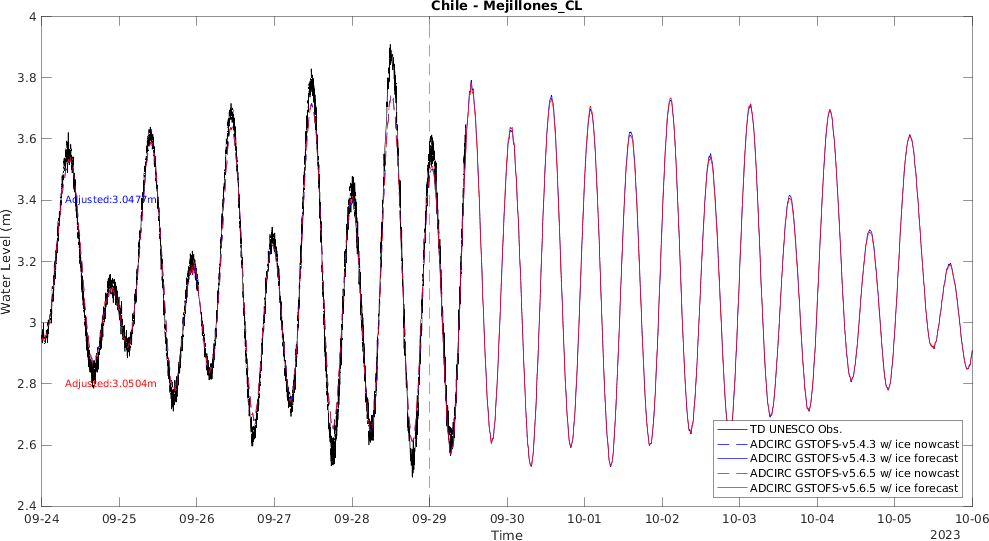 Chile - Mejillones_CL
4
3.8
3.6
3.4
3.2
3
2.8
2.6
2.4
Water Level (m)
Adjusted:3.0477m
Adjusted:3.0504m
TD UNESCO Obs.
ADCIRC GSTOFS-v5.4.3 w/ ice nowcast
ADCIRC GSTOFS-v5.4.3 w/ ice forecast
ADCIRC GSTOFS-v5.6.5 w/ ice nowcast
ADCIRC GSTOFS-v5.6.5 w/ ice forecast
09-24 09-25 09-26 09-27 09-28 09-29 09-30 10-01 10-02 10-03 10-04 10-05 10-06
Time
2023